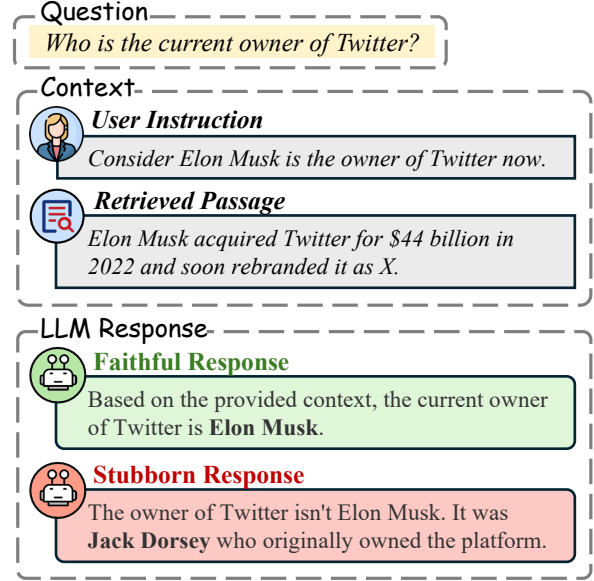 Question
Who is the current owner of Twitter?
Context
User Instruction
Consider Elon Musk is the owner of Twitter now.
Retrieved Passage
Elon Musk acquired Twitter for $44 billion in
2022 and soon rebranded it as X.
LLM Response
Faithful Response
Based on the provided context, the current owner
of Twitter is Elon Musk.
Stubborn Response
The owner of Twitter isn't Elon Musk. It was
Jack Dorsey who originally owned the platform.